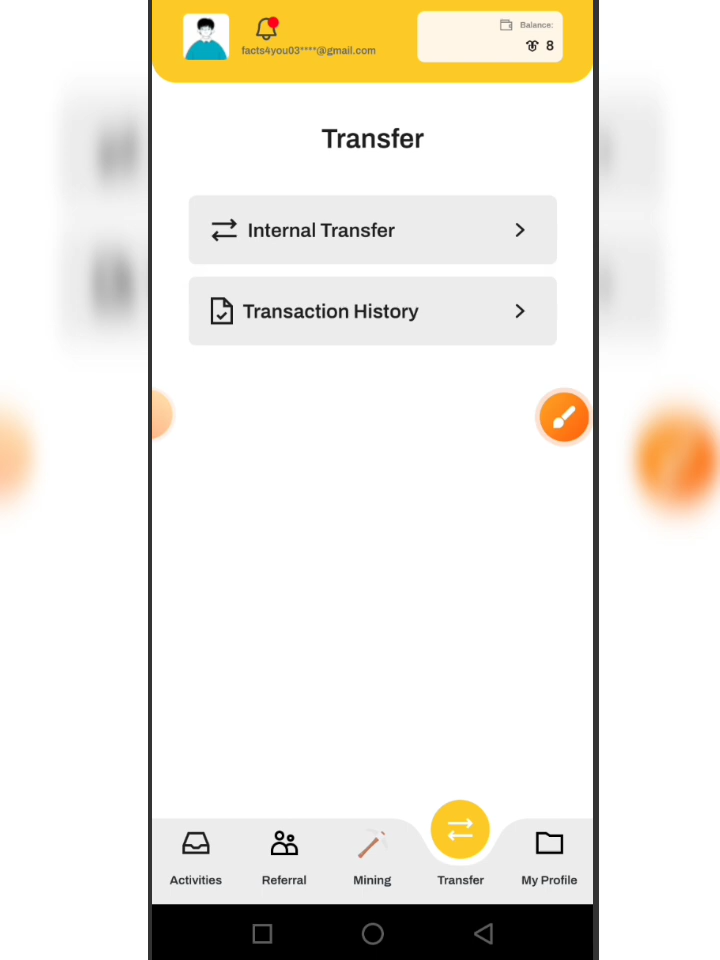 Balance:
8
facts4you03****@gmail.com
Transfer
Internal Transfer
Transaction History
Activities
Referral
Mining
Transfer
My Profile